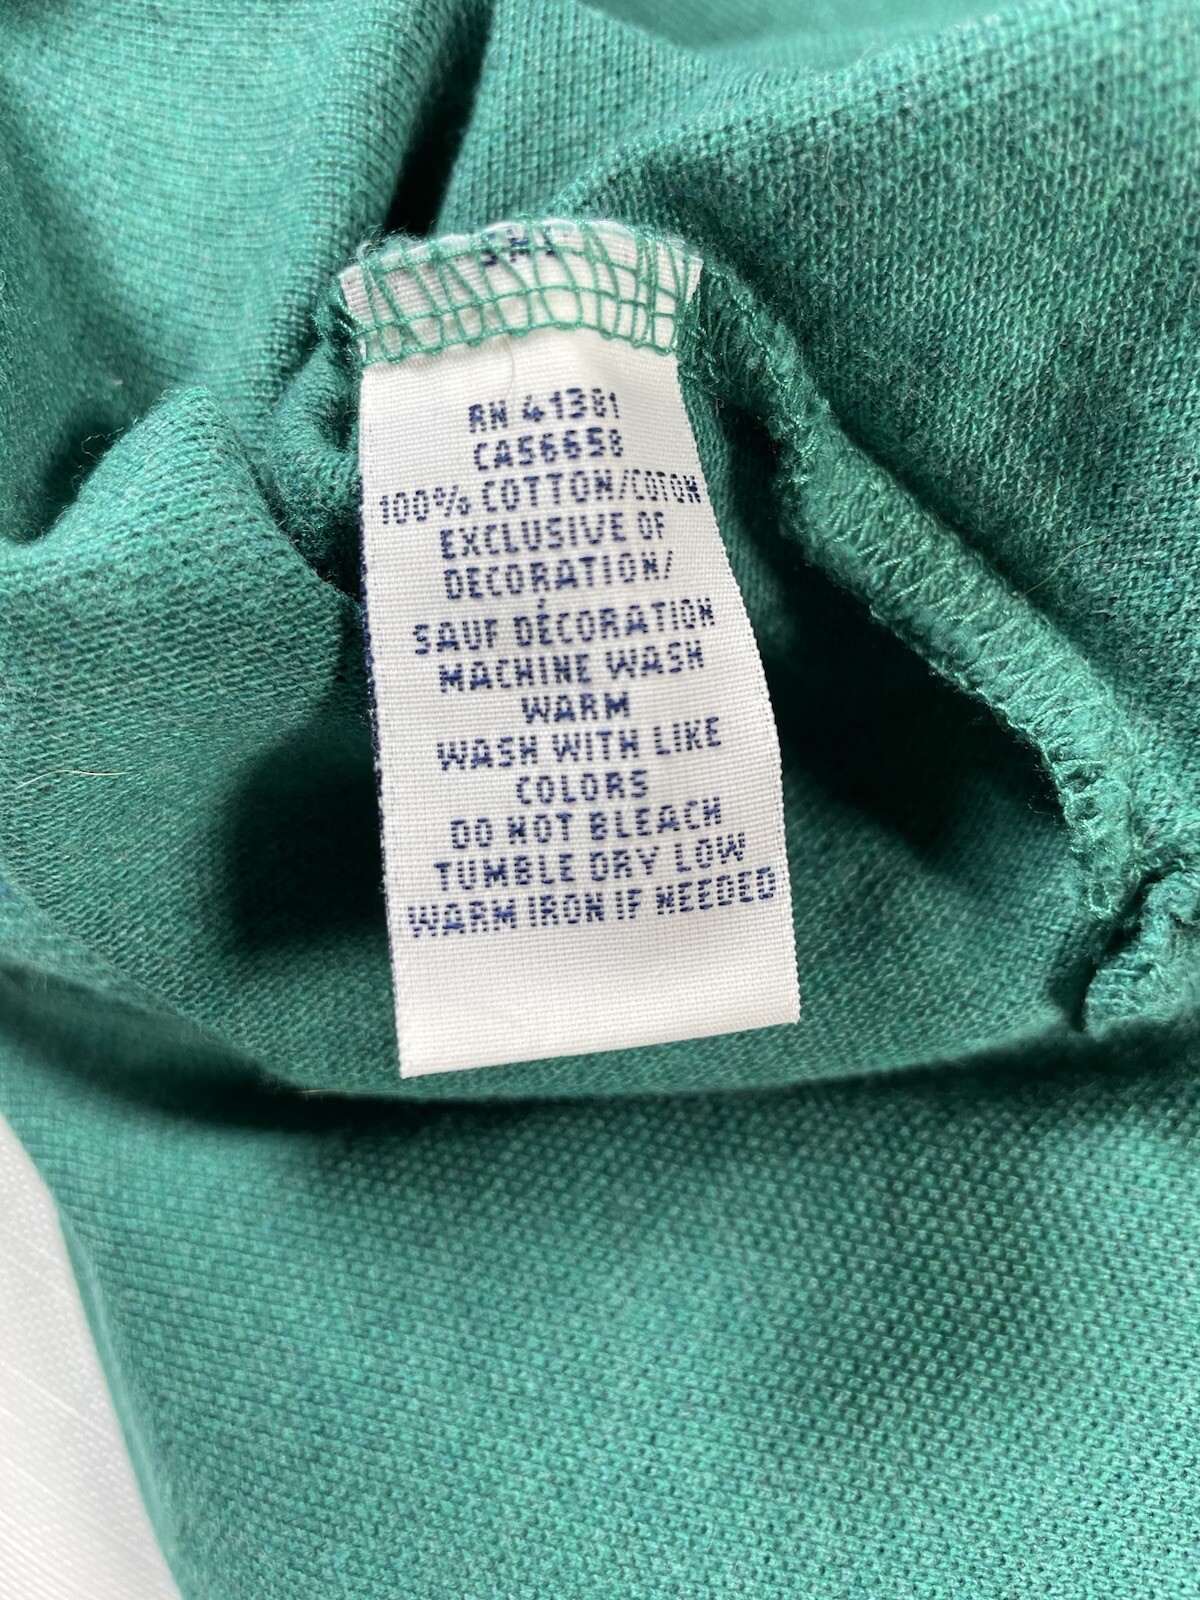 RN 41381
CA56658
100% COTTON/COTON
EXCLUSIVE OF
DECORATION/
SAUF DÉCORATION
MACHINE WASH
WARM
WASH WITH LIKE
COLORS
DO NOT BLEACH
TUMBLE DRY LOW
WARM IRON IF NEEDED